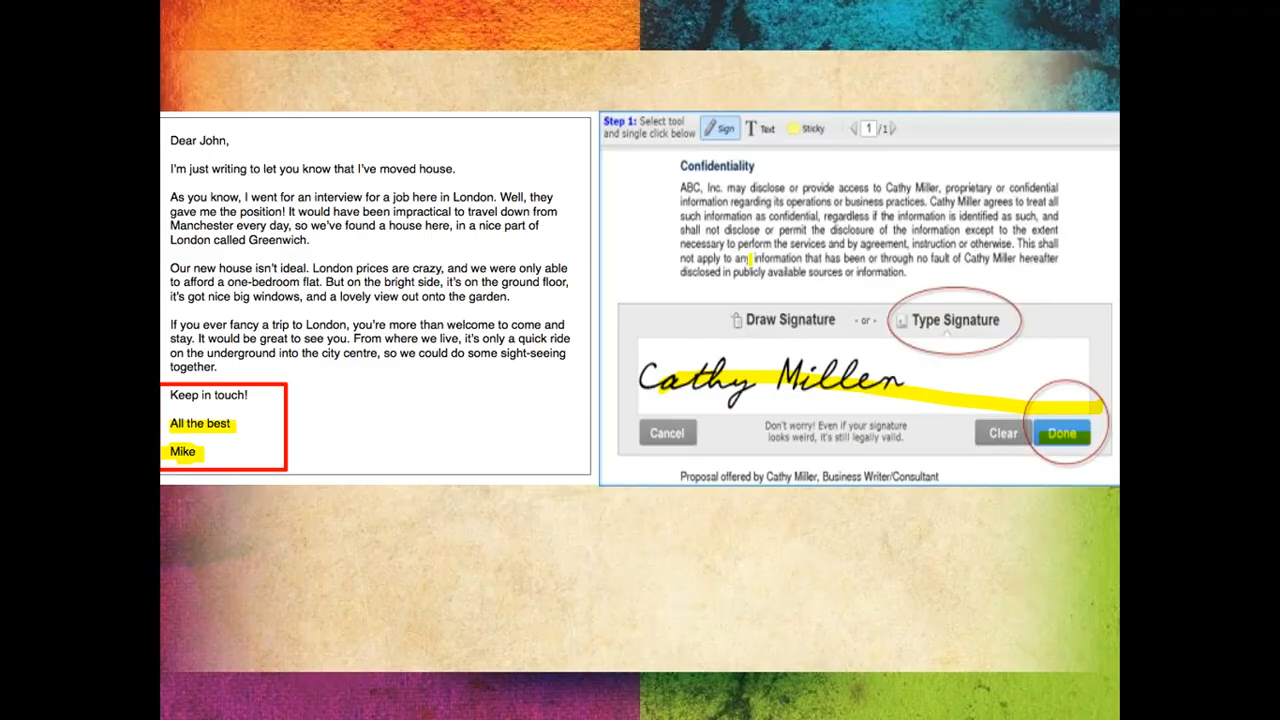 Dear John,
I'm just writing to let you know that I've moved house.
As you know, I went for an interview for a job here in London. Well, they
gave me the position! It would have been impractical to travel down from
Manchester every day, so we've found a house here, in a nice part of
London called Greenwich.
Our new house isn't ideal. London prices are crazy, and we were only able
to afford a one-bedroom flat. But on the bright side, it's on the ground floor,
it's got nice big windows, and a lovely view out onto the garden.
If you ever fancy a trip to London, you're more than welcome to come and
stay. It would be great to see you. From where we live, it's only a quick ride
on the underground into the city centre, so we could do some sight-seeing
together.
Keep in touch!
All the best
Mike
Step 1: Select tool
and single click below
Sign
Text
Sticky
1 /1
Confidentiality
ABC, Inc. may disclose or provide access to Cathy Miller, proprietary or confidential
information regarding its operations or business practices. Cathy Miller agrees to treat all
such information as confidential, regardless if the information is identified as such, and
shall not disclose or permit the disclosure of the information except to the extent
necessary to perform the services and by agreement, instruction or otherwise. This shall
not apply to any information that has been or through no fault of Cathy Miller hereafter
disclosed in publicly available sources or information.
Draw Signature - or - Type Signature
Cathy Miller
Cancel
Don't worry! Even if your signature
looks weird, it's still legally valid.
Clear
Done
Proposal offered by Cathy Miller, Business Writer/Consultant